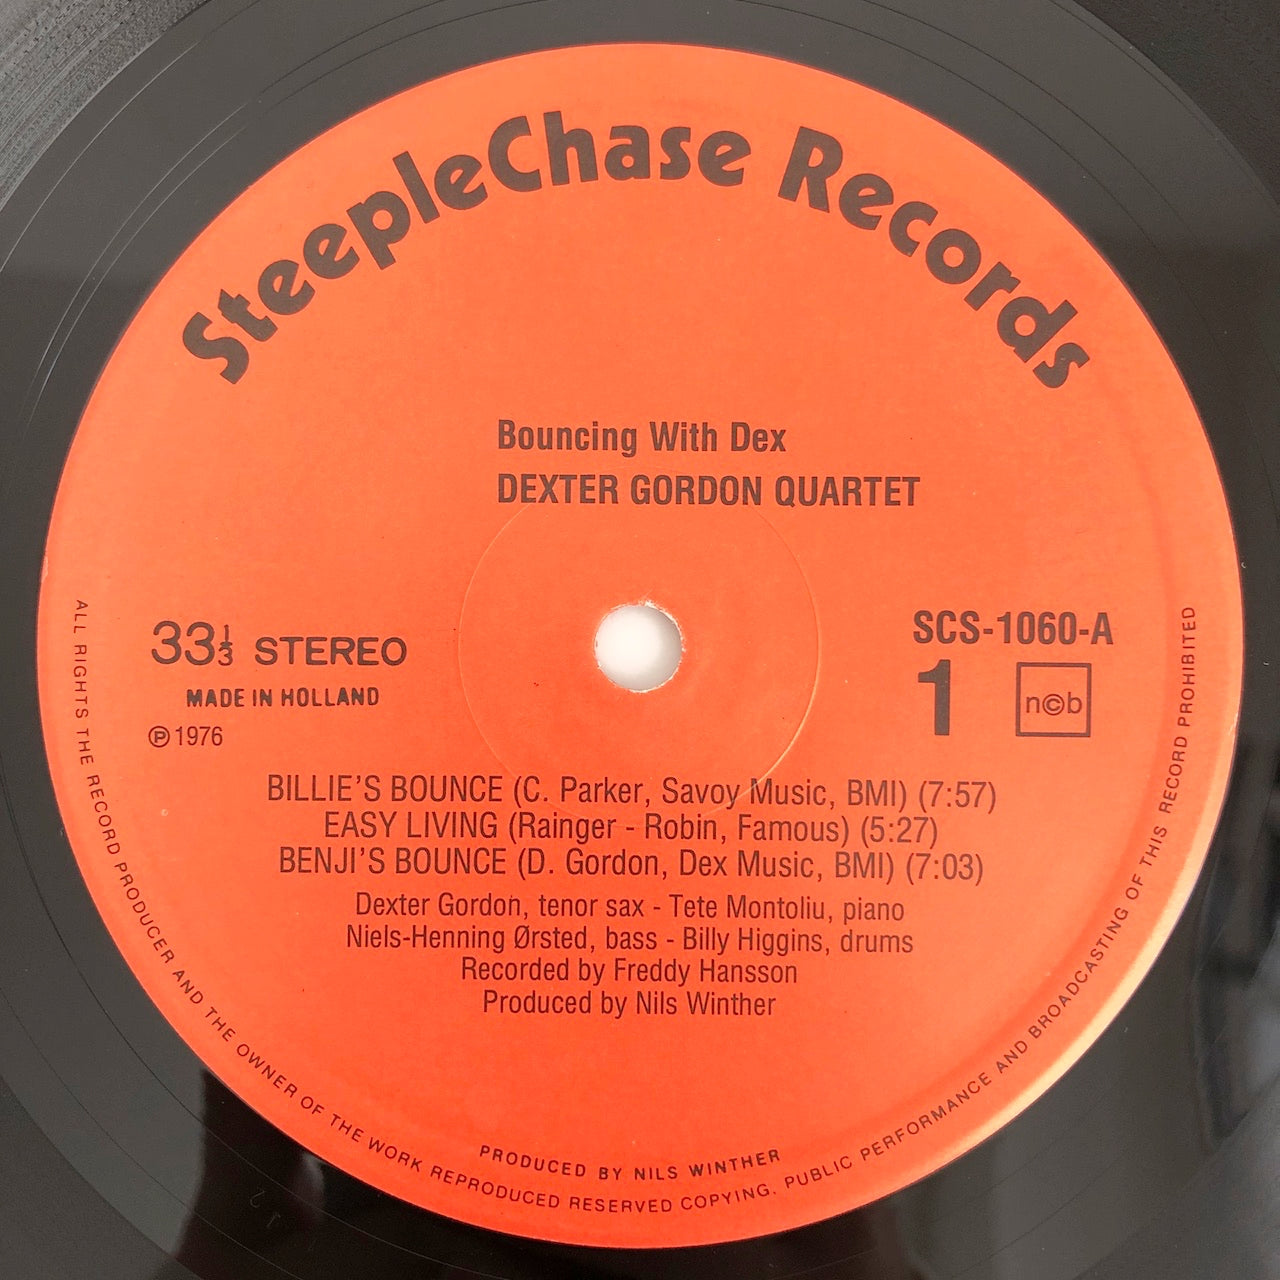 SteepleChase Records
Bouncing With Dex
DEXTER GORDON QUARTET
33⅓ STEREO
MADE IN HOLLAND
℗ 1976
SCS-1060-A
1
n©b
BILLIE'S BOUNCE (C. Parker, Savoy Music, BMI) (7:57)
EASY LIVING (Rainger - Robin, Famous) (5:27)
BENJI'S BOUNCE (D. Gordon, Dex Music, BMI) (7:03)
Dexter Gordon, tenor sax - Tete Montoliu, piano
Niels-Henning Ørsted, bass - Billy Higgins, drums
Recorded by Freddy Hansson
Produced by Nils Winther
PRODUCED BY NILS WINTHER
ALL RIGHTS THE RECORD PRODUCER AND THE OWNER OF THE WORK REPRODUCED RESERVED COPYING, PUBLIC PERFORMANCE AND BROADCASTING OF THIS RECORD PROHIBITED